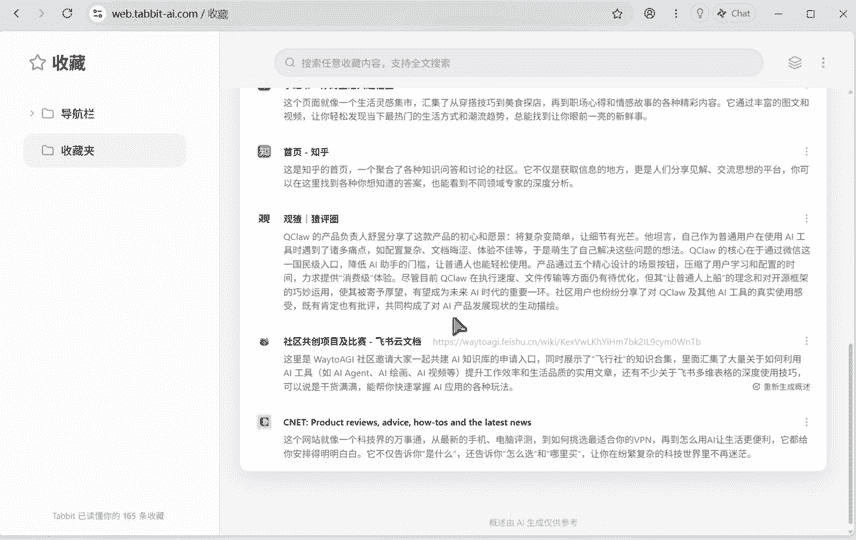 web.tabbit-ai.com / 收藏
Chat
收藏
搜索任意收藏内容，支持全文搜索
导航栏
收藏夹
这个页面就像一个生活灵感集市，汇集了从穿搭技巧到美食探店，再到职场心得和情感故事的各种精彩内容。它通过丰富的图文和
视频，让你轻松发现当下最热门的生活方式和潮流趋势，总能找到让你眼前一亮的新鲜事。
知
首页 - 知乎
这是知乎的首页，一个聚合了各种知识问答和讨论的社区。它不仅是获取信息的地方，更是人们分享见解、交流思想的平台，你可
以在这里找到各种你想知道的答案，也能看到不同领域专家的深度分析。
观猹｜猹评圈
QClaw 的产品负责人舒昱分享了这款产品的初心和愿景：将复杂变简单，让细节有光芒。他坦言，自己作为普通用户在使用 AI 工
具时遇到了诸多痛点，如配置复杂、文档晦涩、体验不佳等，于是萌生了自己解决这些问题的想法。QClaw 的核心在于通过微信这
一国民级入口，降低 AI 助手的门槛，让普通人也能轻松使用。产品通过五个精心设计的场景按钮，压缩了用户学习和配置的时
间，力求提供“消费级”体验。尽管目前 QClaw 在执行速度、文件传输等方面仍有待优化，但其“让普通人上船”的理念和对开源框架
的巧妙运用，使其被寄予厚望，有望成为未来 AI 时代的重要一环。社区用户也纷纷分享了对 QClaw 及其他 AI 工具的真实使用感
受，既有肯定也有批评，共同构成了对 AI 产品发展现状的生动描绘。
社区共创项目及比赛 - 飞书云文档 https://waytoagi.feishu.cn/wiki/KexVwLKhYiHm7bk2IL9cym0WnTb
这里是 WaytoAGI 社区邀请大家一起共建 AI 知识库的申请入口，同时展示了“飞行社”的知识合集，里面汇集了大量关于如何利用
AI 工具（如 AI Agent、AI 绘画、AI 视频等）提升工作效率和生活品质的实用文章，还有不少关于飞书多维表格的深度使用技巧，
可以说是干货满满，能帮你快速掌握 AI 应用的各种玩法。
重新生成概述
CNET: Product reviews, advice, how-tos and the latest news
这个网站就像一个科技界的万事通，从最新的手机、电脑评测，到如何挑选最适合你的VPN，再到怎么用AI让生活更便利，它都给
你安排得明明白白。它不仅告诉你“是什么”，还告诉你“怎么选”和“哪里买”，让你在纷繁复杂的科技世界里不再迷茫。
Tabbit 已读懂你的 165 条收藏
概述由 AI 生成仅供参考